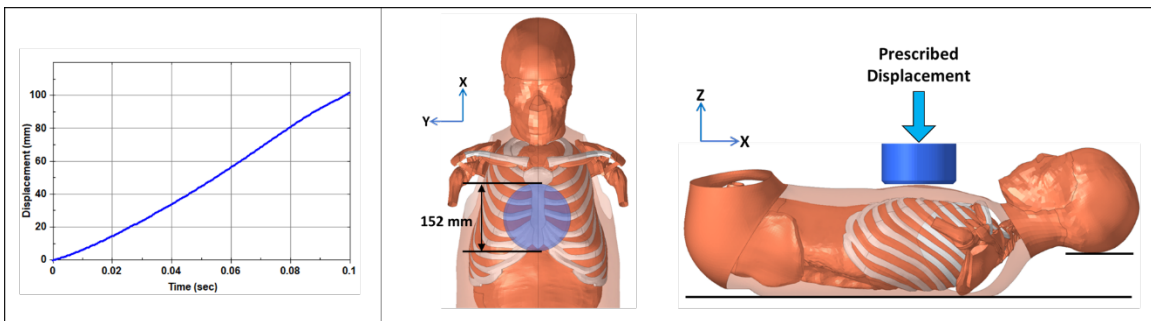 100
80
60
40
20
0
Displacement (mm)
0 0.02 0.04 0.06 0.08 0.1
Time (sec)
X
Y
152 mm
Prescribed
Displacement
Z
X